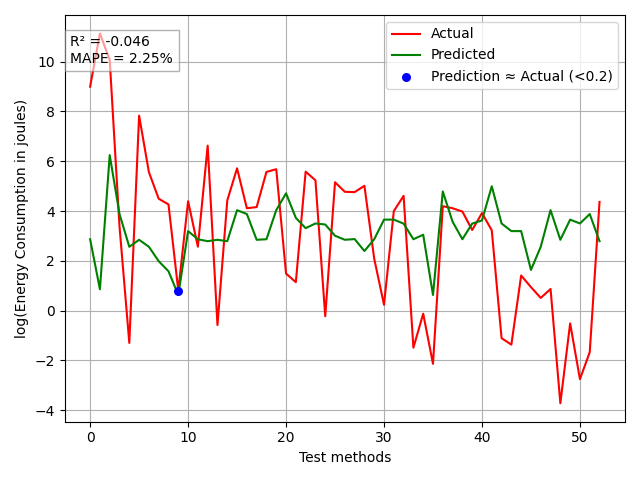 R² = -0.046
MAPE = 2.25%
Actual
Predicted
Prediction ≈ Actual (<0.2)
log(Energy Consumption in joules)
10
8
6
4
2
0
−2
−4
0
10
20
30
40
50
Test methods